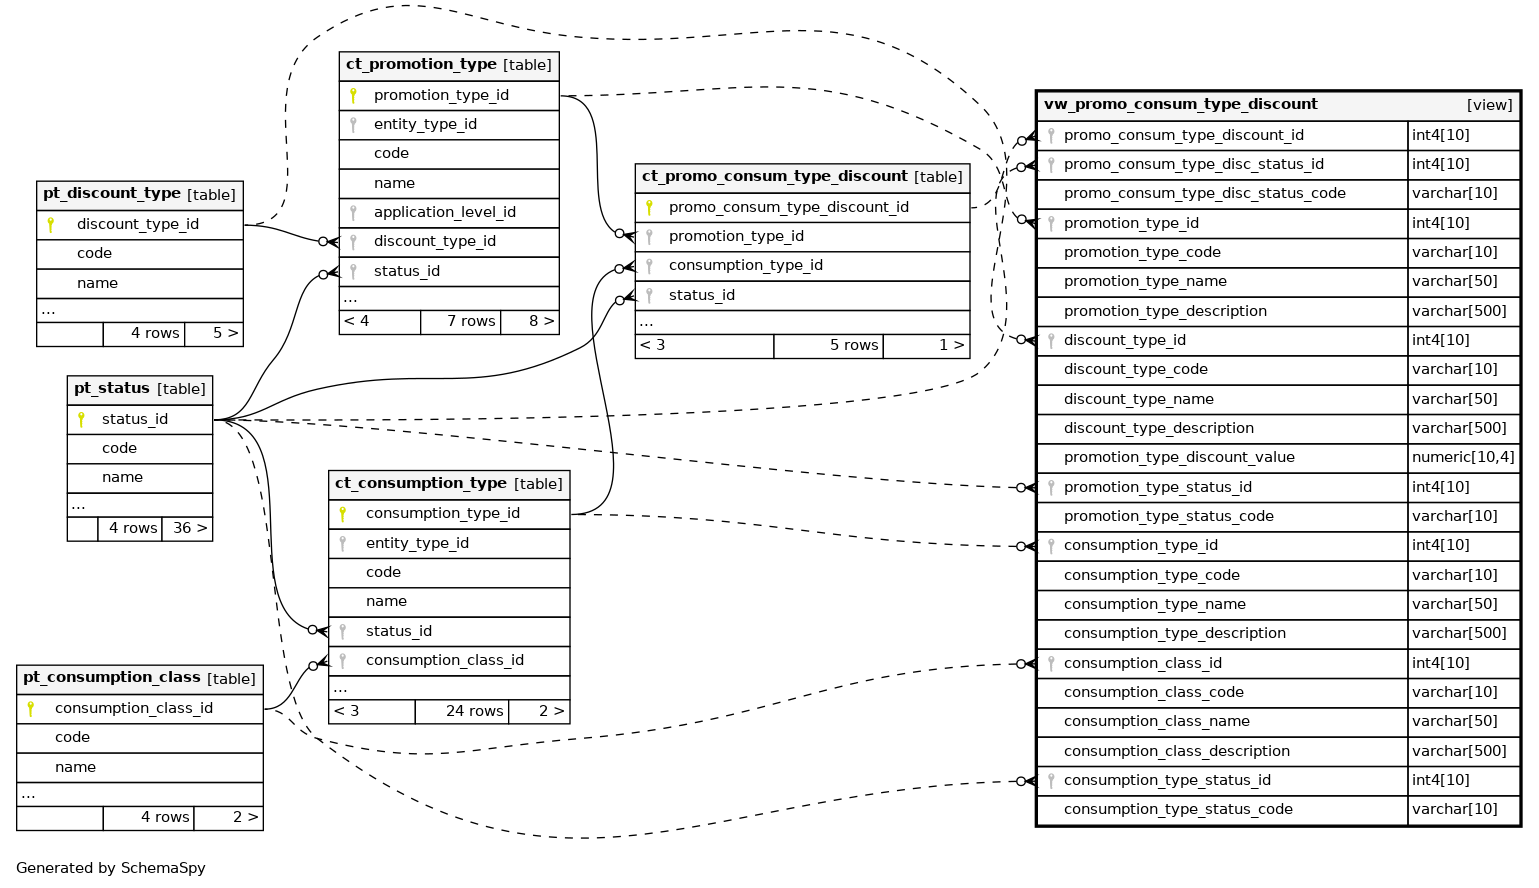 ct_promotion_type [table]
promotion_type_id
entity_type_id
code
name
application_level_id
discount_type_id
status_id
...
< 4 7 rows 8 >
vw_promo_consum_type_discount [view]
promo_consum_type_discount_id int4[10]
promo_consum_type_disc_status_id int4[10]
promo_consum_type_disc_status_code varchar[10]
promotion_type_id int4[10]
promotion_type_code varchar[10]
promotion_type_name varchar[50]
promotion_type_description varchar[500]
discount_type_id int4[10]
discount_type_code varchar[10]
discount_type_name varchar[50]
discount_type_description varchar[500]
promotion_type_discount_value numeric[10,4]
promotion_type_status_id int4[10]
promotion_type_status_code varchar[10]
consumption_type_id int4[10]
consumption_type_code varchar[10]
consumption_type_name varchar[50]
consumption_type_description varchar[500]
consumption_class_id int4[10]
consumption_class_code varchar[10]
consumption_class_name varchar[50]
consumption_class_description varchar[500]
consumption_type_status_id int4[10]
consumption_type_status_code varchar[10]
ct_promo_consum_type_discount [table]
promo_consum_type_discount_id
promotion_type_id
consumption_type_id
status_id
...
< 3 5 rows 1 >
pt_discount_type [table]
discount_type_id
code
name
...
4 rows 5 >
pt_status [table]
status_id
code
name
...
4 rows 36 >
ct_consumption_type [table]
consumption_type_id
entity_type_id
code
name
status_id
consumption_class_id
...
< 3 24 rows 2 >
pt_consumption_class [table]
consumption_class_id
code
name
...
4 rows 2 >
Generated by SchemaSpy